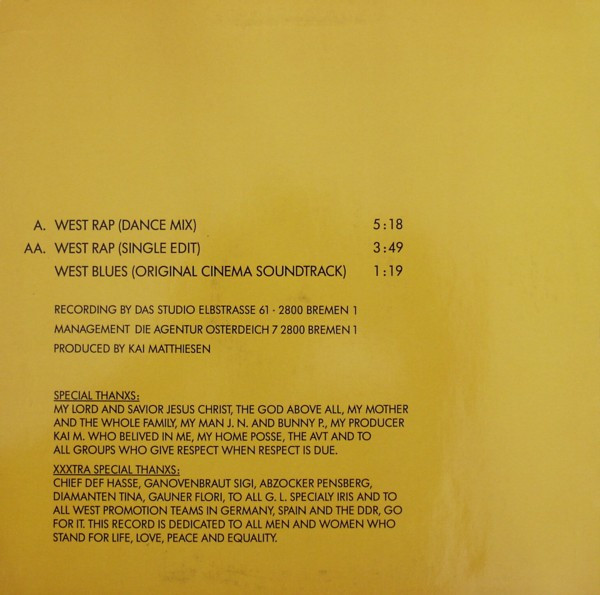 A. WEST RAP (DANCE MIX) 5:18
AA. WEST RAP (SINGLE EDIT) 3:49
WEST BLUES (ORIGINAL CINEMA SOUNDTRACK) 1:19
RECORDING BY DAS STUDIO ELBSTRASSE 61 · 2800 BREMEN 1
MANAGEMENT DIE AGENTUR OSTERDEICH 7 2800 BREMEN 1
PRODUCED BY KAI MATTHIESEN
SPECIAL THANXS:
MY LORD AND SAVIOR JESUS CHRIST, THE GOD ABOVE ALL, MY MOTHER
AND THE WHOLE FAMILY, MY MAN J. N. AND BUNNY P., MY PRODUCER
KAI M. WHO BELIVED IN ME, MY HOME POSSE, THE AVT AND TO
ALL GROUPS WHO GIVE RESPECT WHEN RESPECT IS DUE.
XXXTRA SPECIAL THANXS:
CHIEF DEF HASSE, GANOVENBRAUT SIGI, ABZOCKER PENSBERG,
DIAMANTEN TINA, GAUNER FLORI, TO ALL G. L. SPECIALY IRIS AND TO
ALL WEST PROMOTION TEAMS IN GERMANY, SPAIN AND THE DDR, GO
FOR IT. THIS RECORD IS DEDICATED TO ALL MEN AND WOMEN WHO
STAND FOR LIFE, LOVE, PEACE AND EQUALITY.